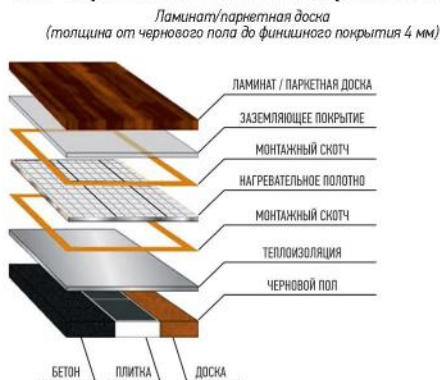 Ламинат/паркетная доска
(толщина от чернового пола до финишного покрытия 4 мм)
ЛАМИНАТ / ПАРКЕТНАЯ ДОСКА
ЗАЗЕМЛЯЮЩЕЕ ПОКРЫТИЕ
МОНТАЖНЫЙ СКОТЧ
НАГРЕВАТЕЛЬНОЕ ПОЛОТНО
МОНТАЖНЫЙ СКОТЧ
ТЕПЛОИЗОЛЯЦИЯ
ЧЕРНОВОЙ ПОЛ
БЕТОН ПЛИТКА ДОСКА